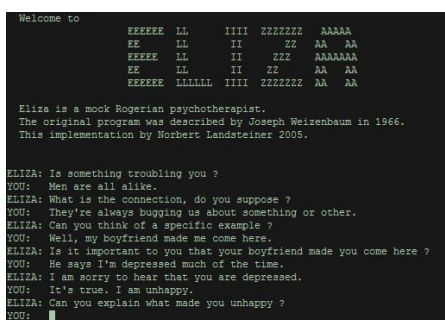 Welcome to
EEEEEE LL IIII ZZZZZZZ AAAAA
EE LL II ZZ AA AA
EEEEE LL II ZZZ AAAAAAA
EE LL II ZZ AA AA
EEEEEE LLLLLL IIII ZZZZZZZ AA AA
Eliza is a mock Rogerian psychotherapist.
The original program was described by Joseph Weizenbaum in 1966.
This implementation by Norbert Landsteiner 2005.
ELIZA: Is something troubling you ?
YOU: Men are all alike.
ELIZA: What is the connection, do you suppose ?
YOU: They're always bugging us about something or other.
ELIZA: Can you think of a specific example ?
YOU: Well, my boyfriend made me come here.
ELIZA: Is it important to you that your boyfriend made you come here ?
YOU: He says I'm depressed much of the time.
ELIZA: I am sorry to hear that you are depressed.
YOU: It's true. I am unhappy.
ELIZA: Can you explain what made you unhappy ?
YOU: